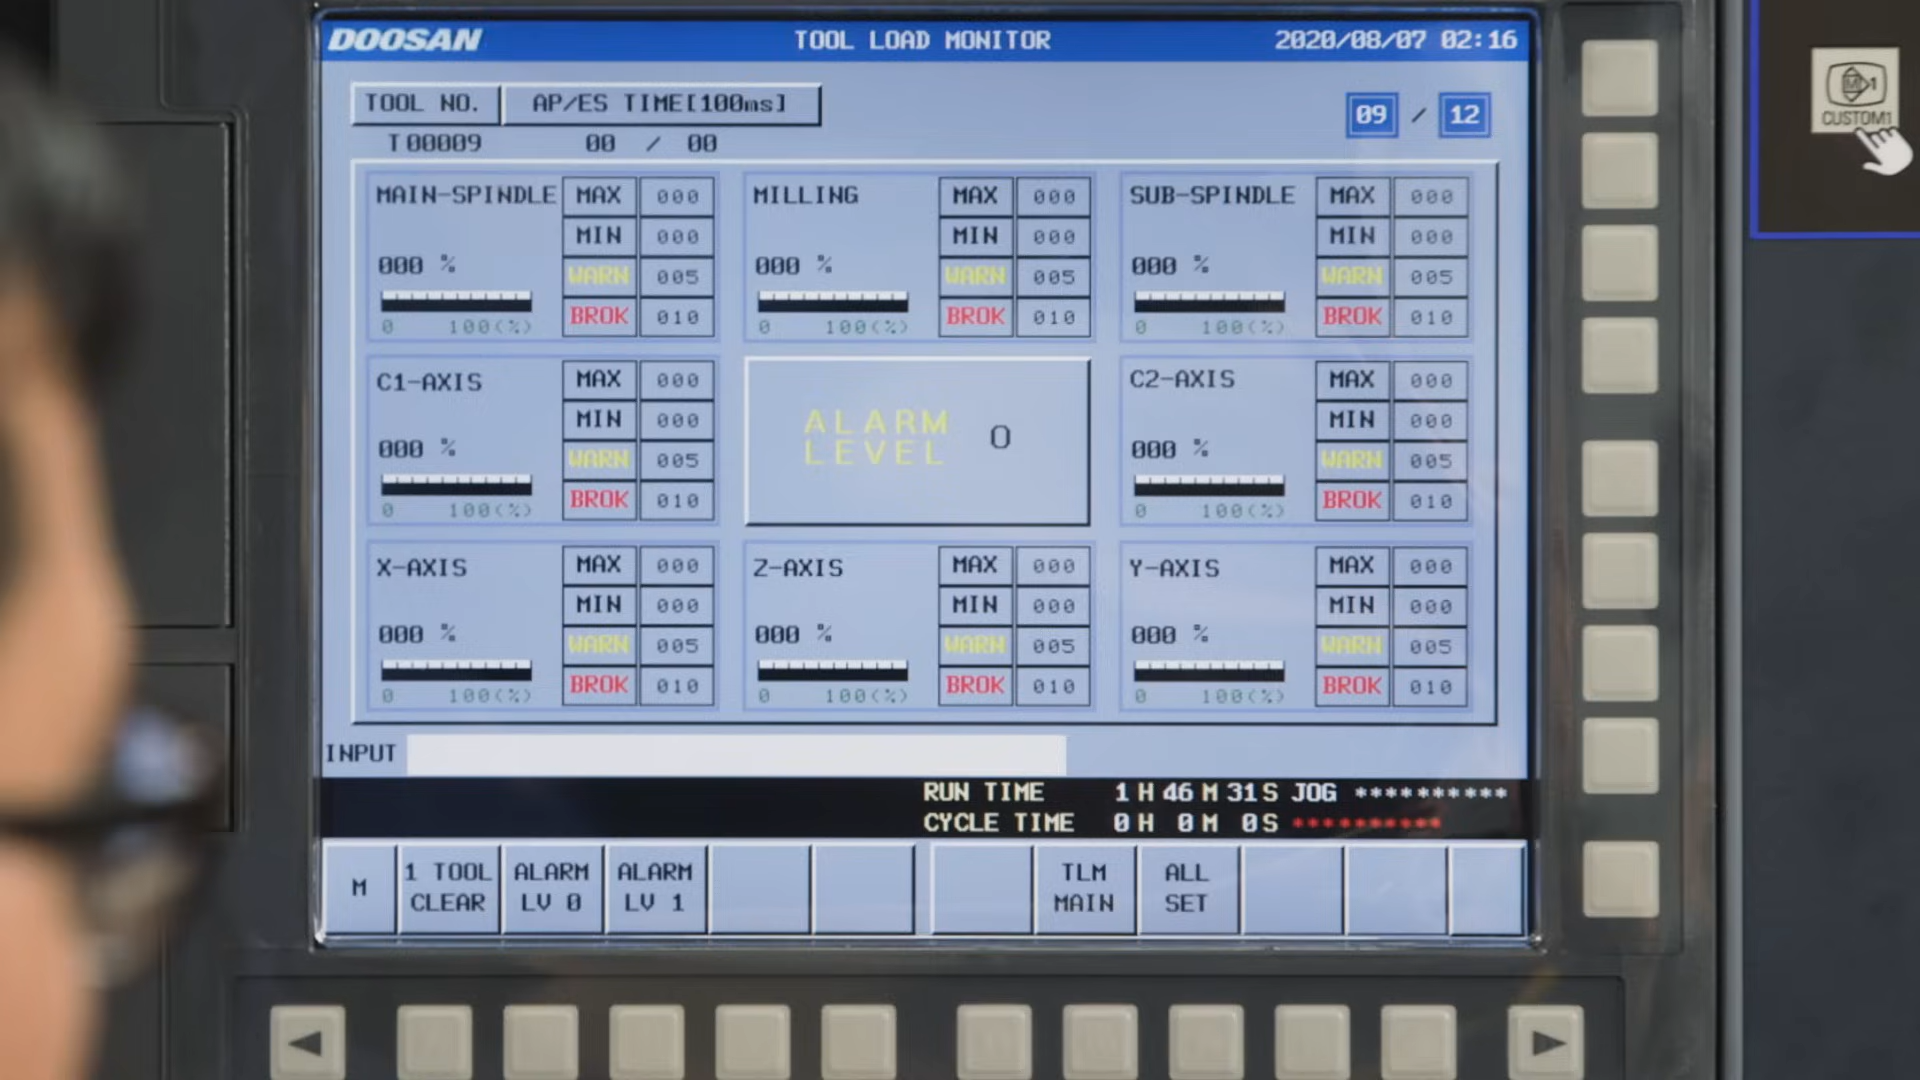 DOOSAN TOOL LOAD MONITOR 2020/08/07 02:16
TOOL NO. AP/ES TIME[100ms]
09 / 12
T00009 00 / 00
MAIN-SPINDLE MAX 000
MIN 000
000 % WARN 005
BROK 010
0 100(%)
MILLING MAX 000
MIN 000
000 % WARN 005
BROK 010
0 100(%)
SUB-SPINDLE MAX 000
MIN 000
000 % WARN 005
BROK 010
0 100(%)
C1-AXIS MAX 000
MIN 000
000 % WARN 005
BROK 010
0 100(%)
ALARM
LEVEL 0
C2-AXIS MAX 000
MIN 000
000 % WARN 005
BROK 010
0 100(%)
X-AXIS MAX 000
MIN 000
000 % WARN 005
BROK 010
0 100(%)
Z-AXIS MAX 000
MIN 000
000 % WARN 005
BROK 010
0 100(%)
Y-AXIS MAX 000
MIN 000
000 % WARN 005
BROK 010
0 100(%)
INPUT
RUN TIME 1 H 46 M 31 S JOG **********
CYCLE TIME 0 H 0 M 0 S **********
M
1 TOOL
CLEAR
ALARM
LV 0
ALARM
LV 1
TLM
MAIN
ALL
SET
M 1
CUSTOM1